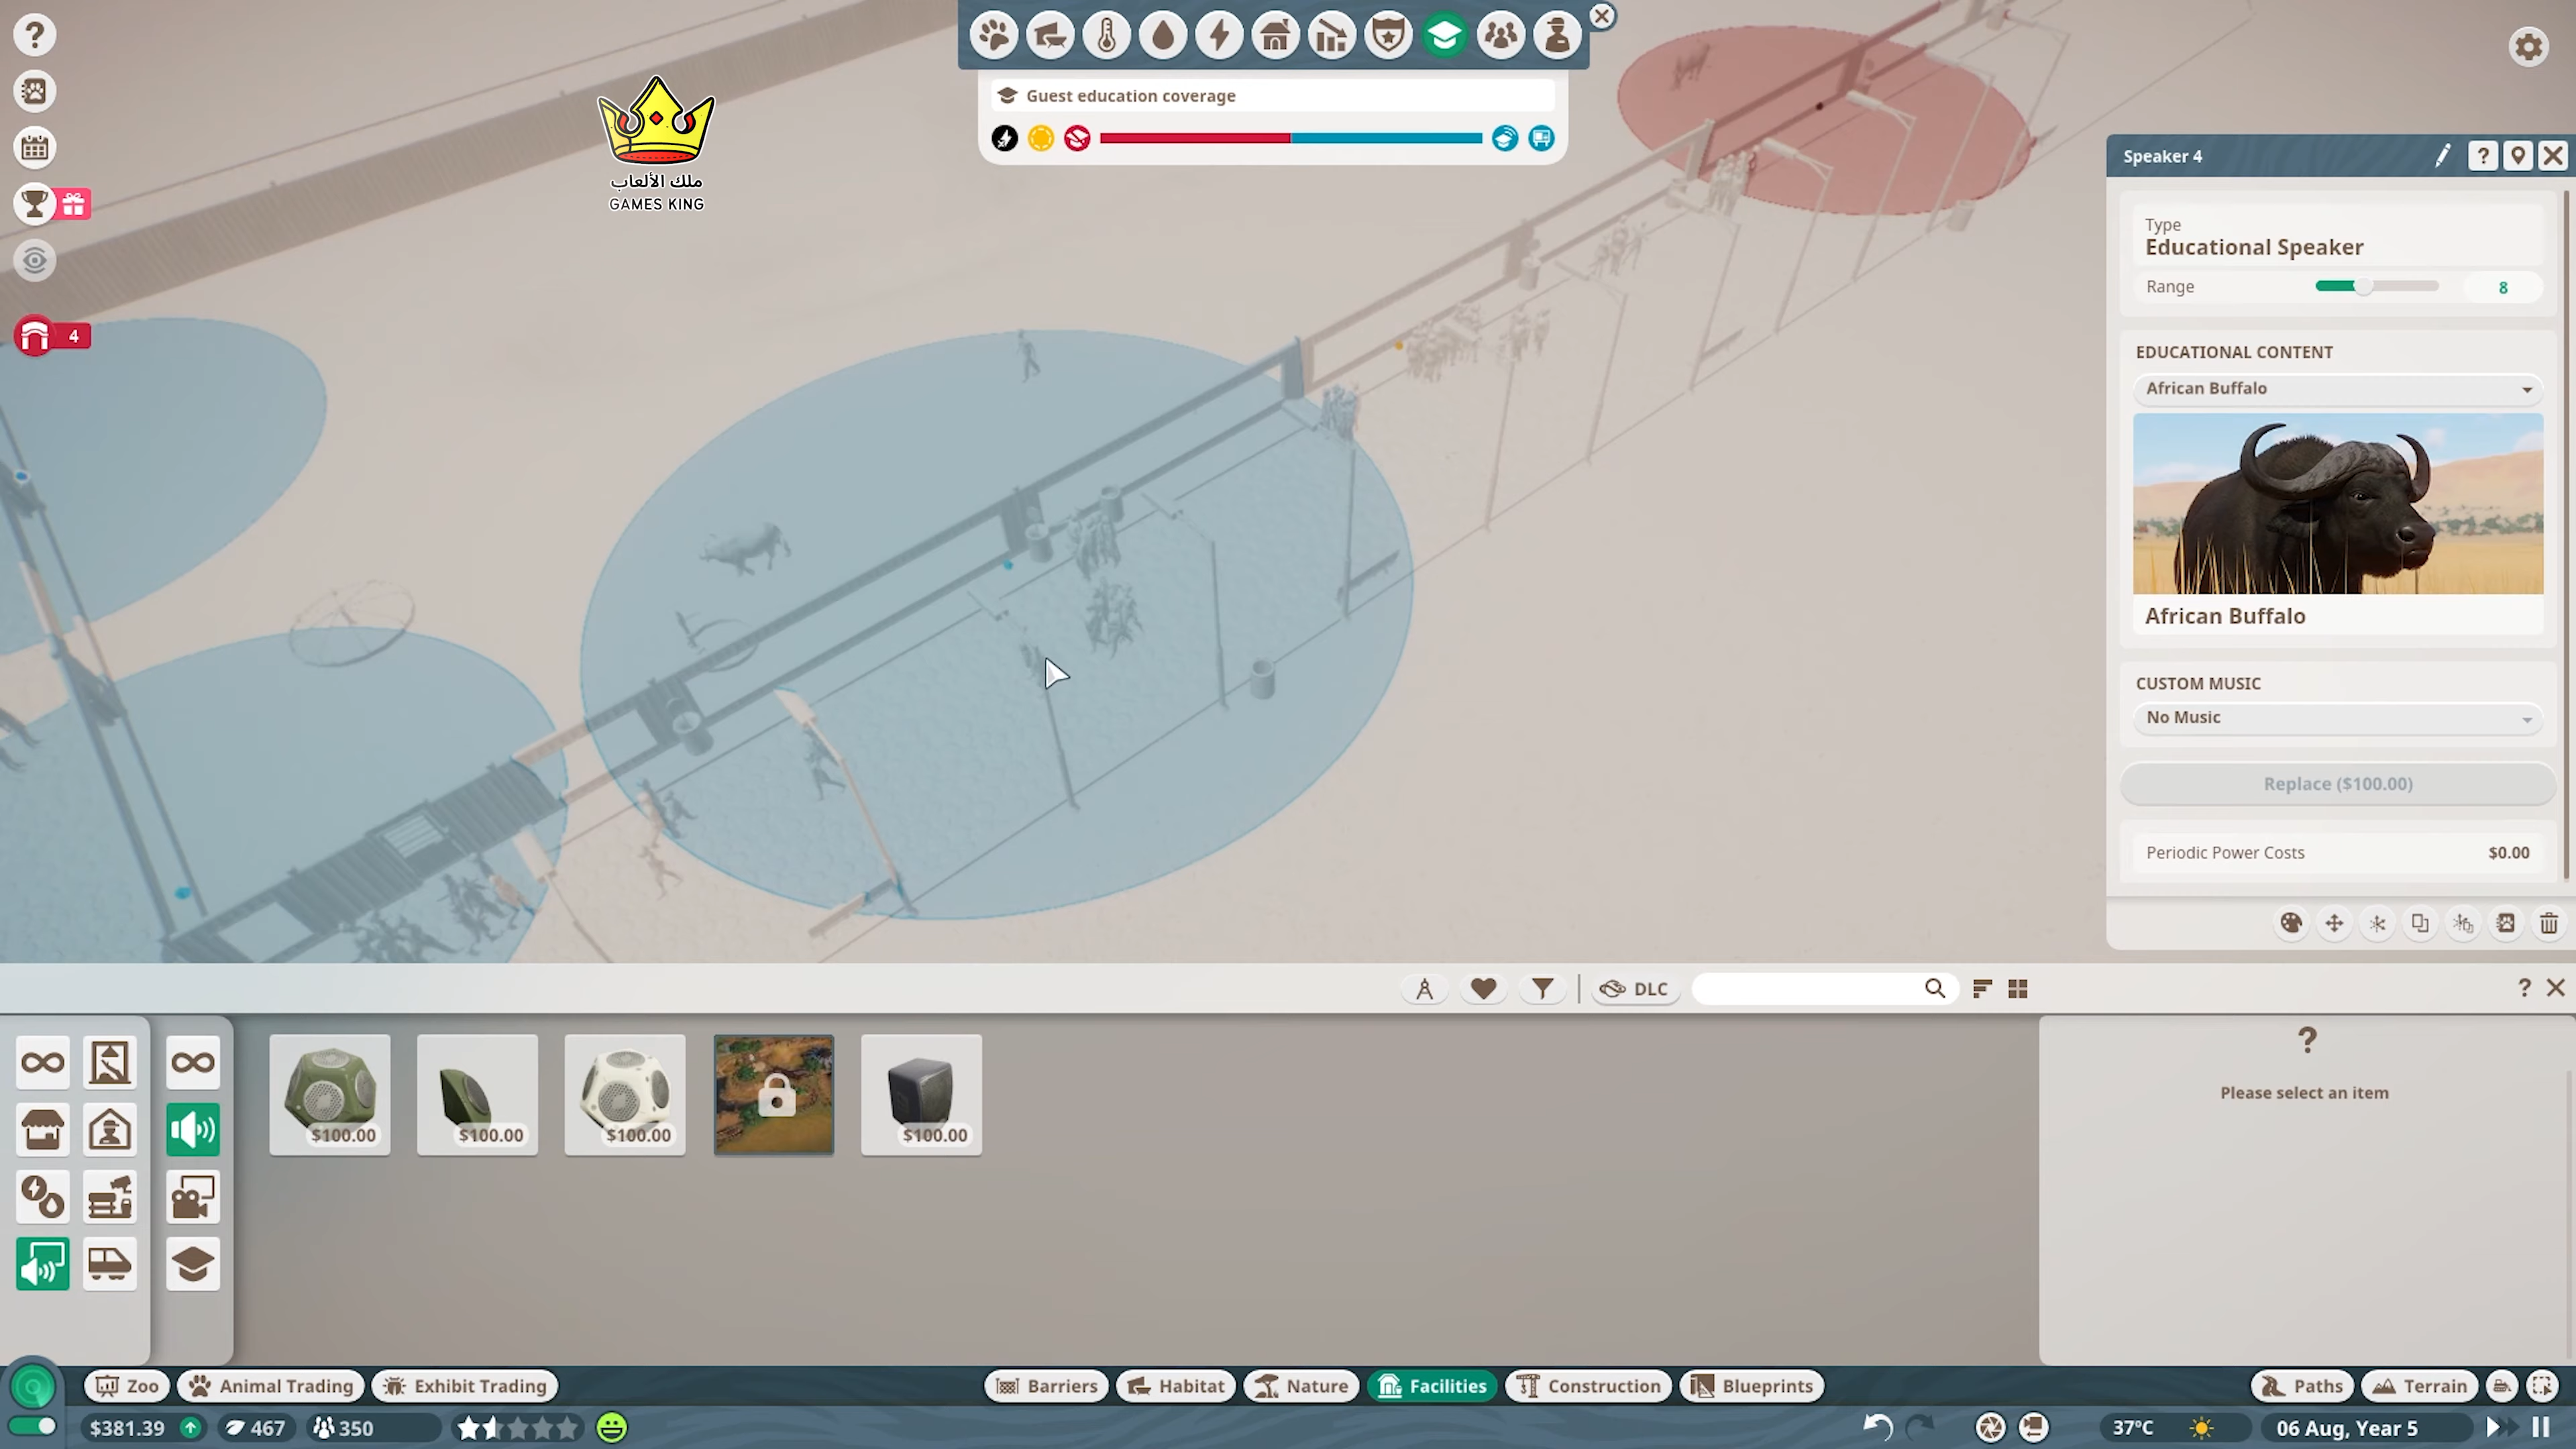 Guest education coverage
ملك الألعاب
GAMES KING
4
Speaker 4
Type
Educational Speaker
Range 8
EDUCATIONAL CONTENT
African Buffalo
African Buffalo
CUSTOM MUSIC
No Music
Replace ($100.00)
Periodic Power Costs $0.00
DLC
$100.00 $100.00 $100.00 $100.00
?
Please select an item
Zoo Animal Trading Exhibit Trading Barriers Habitat Nature Facilities Construction Blueprints Paths Terrain
$381.39 467 350 37°C 06 Aug, Year 5